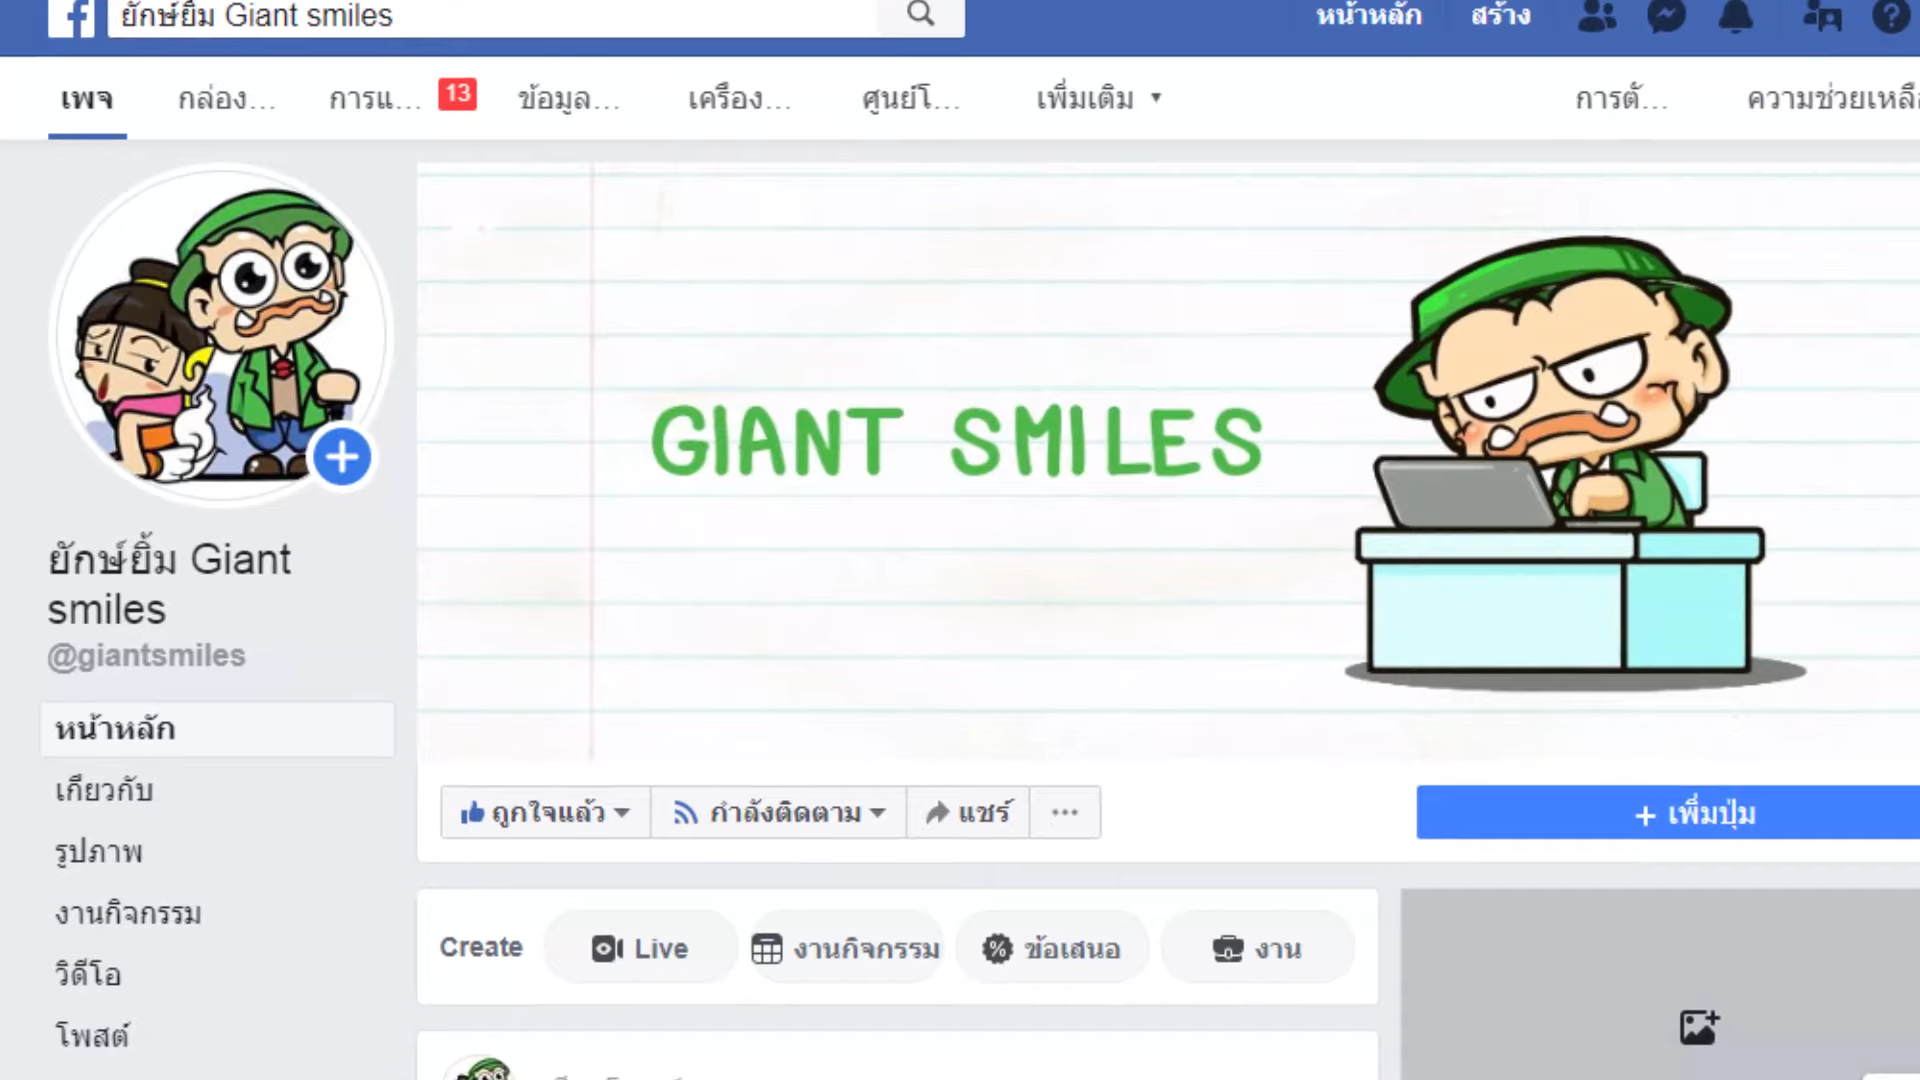 ยักษ์ยิ้ม Giant smiles
หน้าหลัก สร้าง
เพจ กล่อง... การแ... 13 ข้อมูล... เครื่อง... ศูนย์โ... เพิ่มเติม การตั้... ความช่วยเหลือ
GIANT SMILES
ยักษ์ยิ้ม Giant
smiles
@giantsmiles
หน้าหลัก
เกี่ยวกับ
รูปภาพ
งานกิจกรรม
วิดีโอ
โพสต์
ถูกใจแล้ว กำลังติดตาม แชร์ ...
+ เพิ่มปุ่ม
Create Live งานกิจกรรม ข้อเสนอ งาน